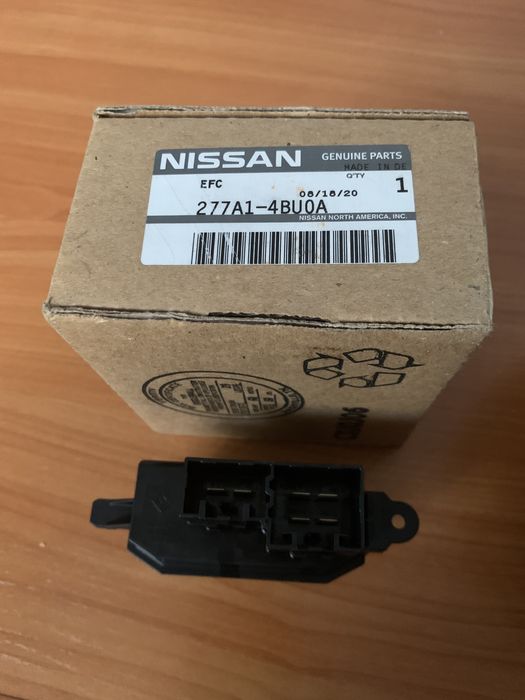 NISSAN GENUINE PARTS
MADE IN DE
EFC Q'TY
08/18/20 1
277A1-4BU0A
NISSAN NORTH AMERICA, INC.